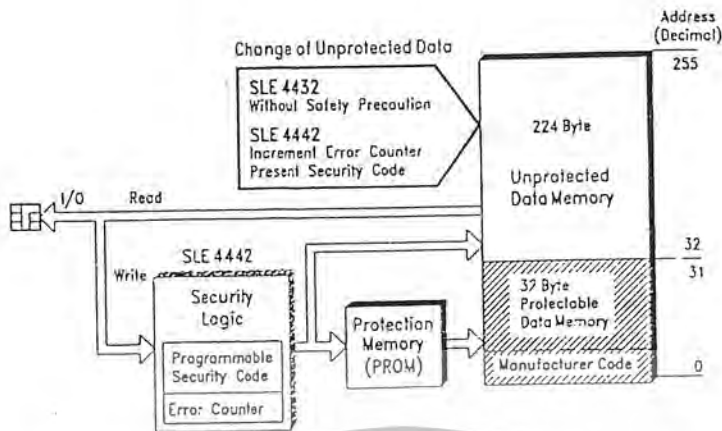 Address
(Decimal)
255
Change of Unprotected Data
SLE 4432
Without Safety Precaution
SLE 4442
Increment Error Counter
Present Security Code
224 Byte
Unprotected
Data Memory
I/O
Read
Write
SLE 4442
Security
Logic
Programmable
Security Code
Error Counter
Protection
Memory
(PROM)
32
31
32 Byte
Protectable
Data Memory
Manufacturer Code
0